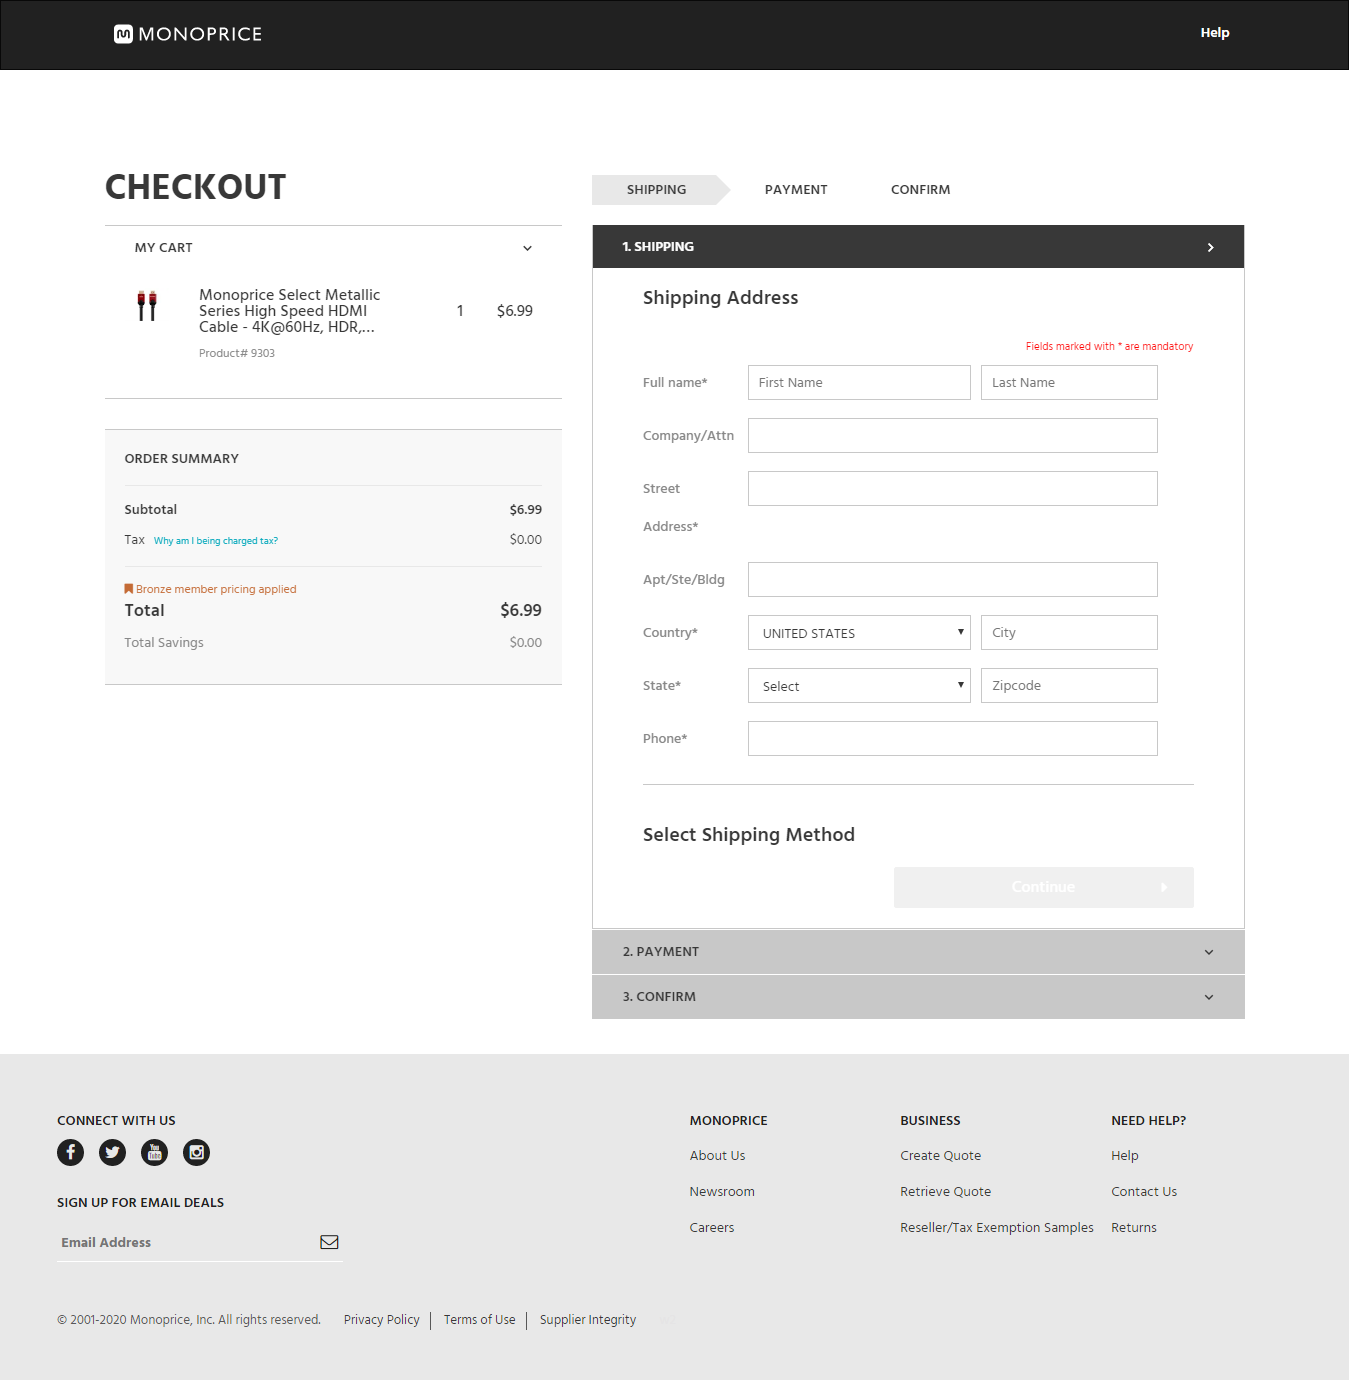 MONOPRICE
Help
CHECKOUT
MY CART
Monoprice Select Metallic
Series High Speed HDMI
Cable - 4K@60Hz, HDR,...
1
$6.99
Product# 9303
ORDER SUMMARY
Subtotal $6.99
Tax Why am I being charged tax? $0.00
Bronze member pricing applied
Total $6.99
Total Savings $0.00
SHIPPING PAYMENT CONFIRM
1. SHIPPING
Shipping Address
Fields marked with * are mandatory
Full name* First Name Last Name
Company/Attn
Street
Address*
Apt/Ste/Bldg
Country* UNITED STATES City
State* Select Zipcode
Phone*
Select Shipping Method
Continue
2. PAYMENT
3. CONFIRM
CONNECT WITH US
You
Tube
SIGN UP FOR EMAIL DEALS
Email Address
MONOPRICE
About Us
Newsroom
Careers
BUSINESS
Create Quote
Retrieve Quote
Reseller/Tax Exemption Samples
NEED HELP?
Help
Contact Us
Returns
© 2001-2020 Monoprice, Inc. All rights reserved. Privacy Policy Terms of Use Supplier Integrity